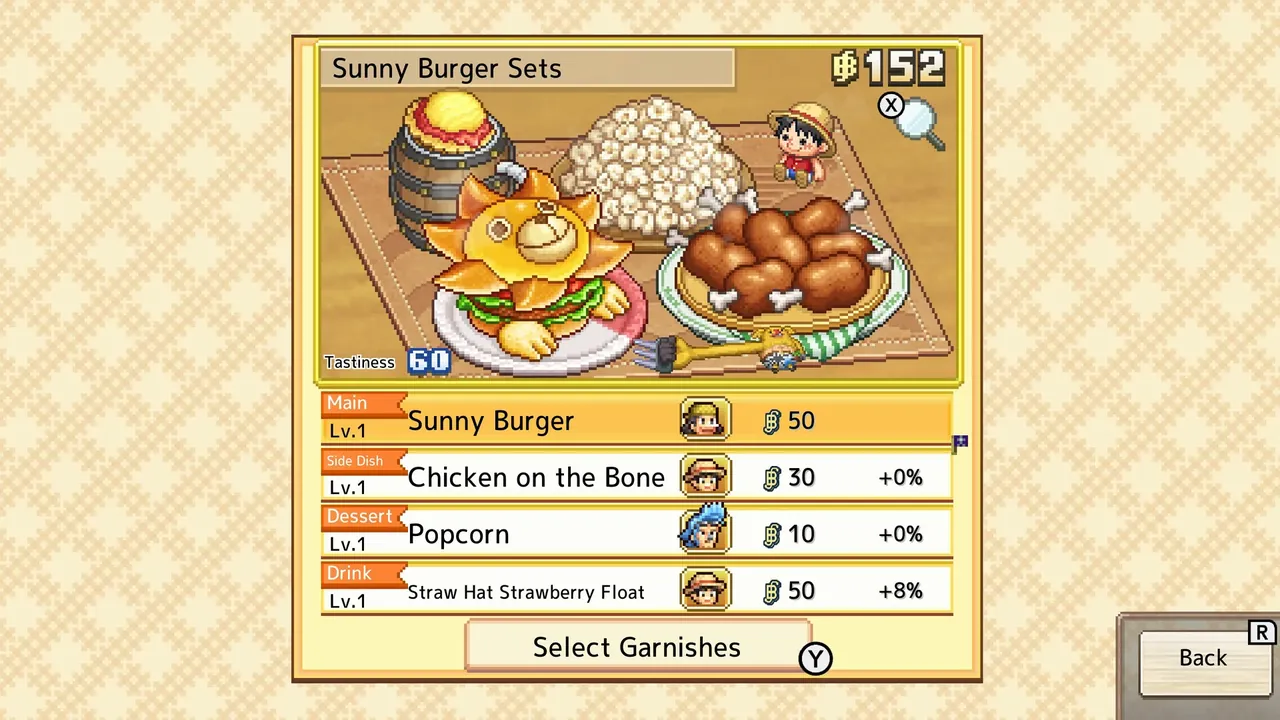 Sunny Burger Sets
฿152
X
Tastiness 60
Main
Lv.1 Sunny Burger ฿ 50
Side Dish
Lv.1 Chicken on the Bone ฿ 30 +0%
Dessert
Lv.1 Popcorn ฿ 10 +0%
Drink
Lv.1 Straw Hat Strawberry Float ฿ 50 +8%
Select Garnishes Y
R
Back